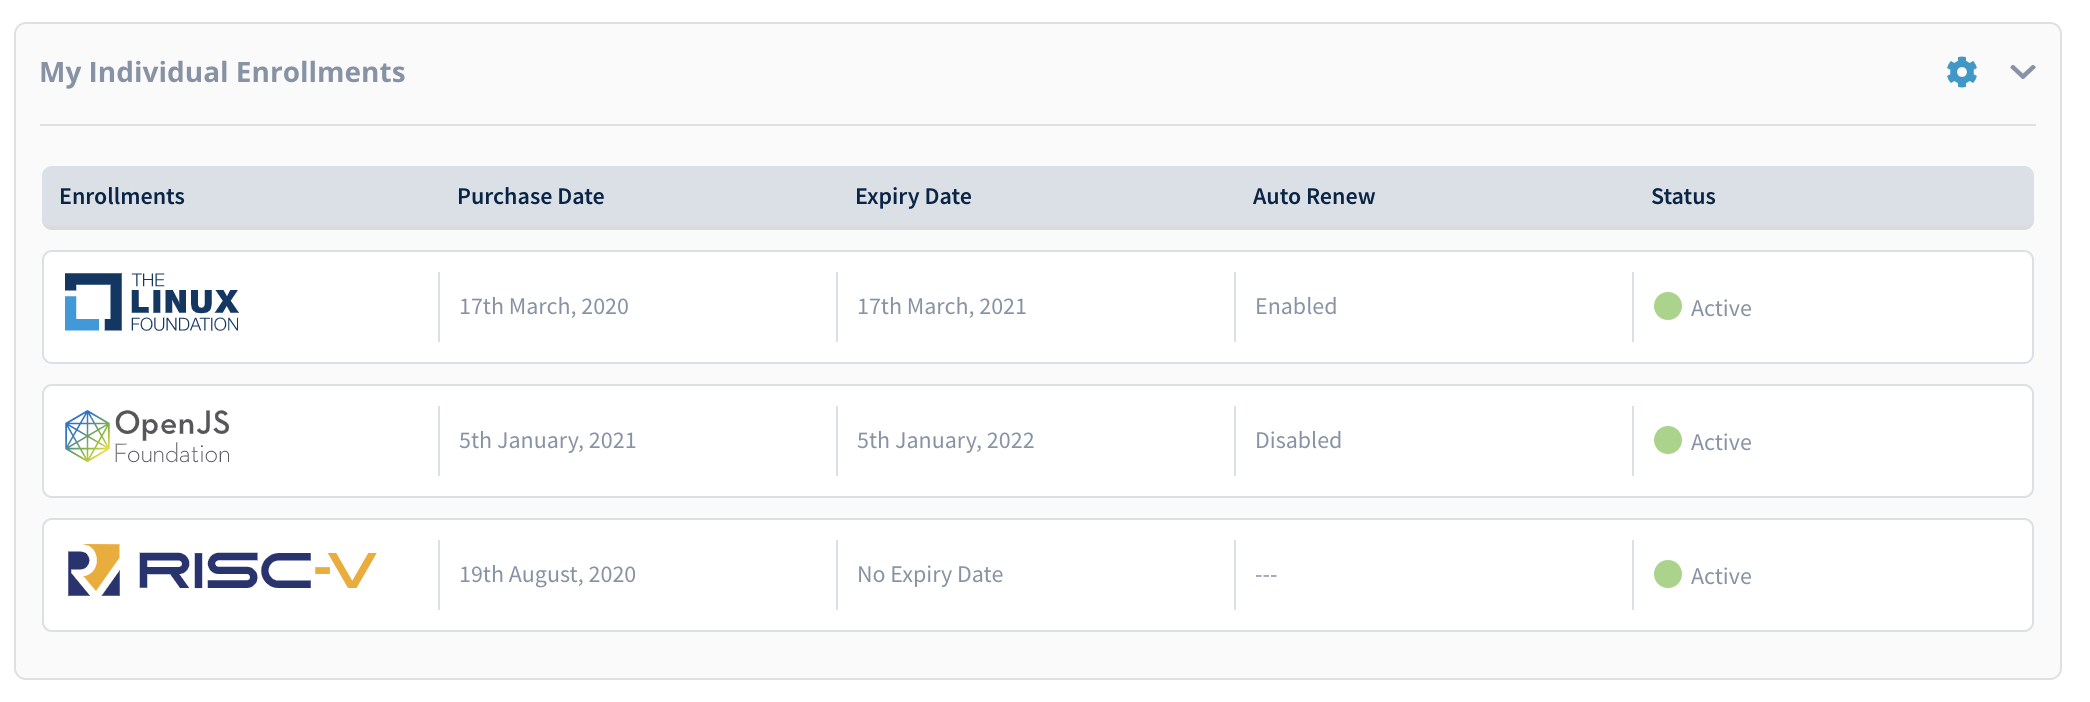 My Individual Enrollments
Enrollments Purchase Date Expiry Date Auto Renew Status
THE
LINUX
FOUNDATION
17th March, 2020 17th March, 2021 Enabled Active
OpenJS
Foundation
5th January, 2021 5th January, 2022 Disabled Active
RISC-V 19th August, 2020 No Expiry Date --- Active